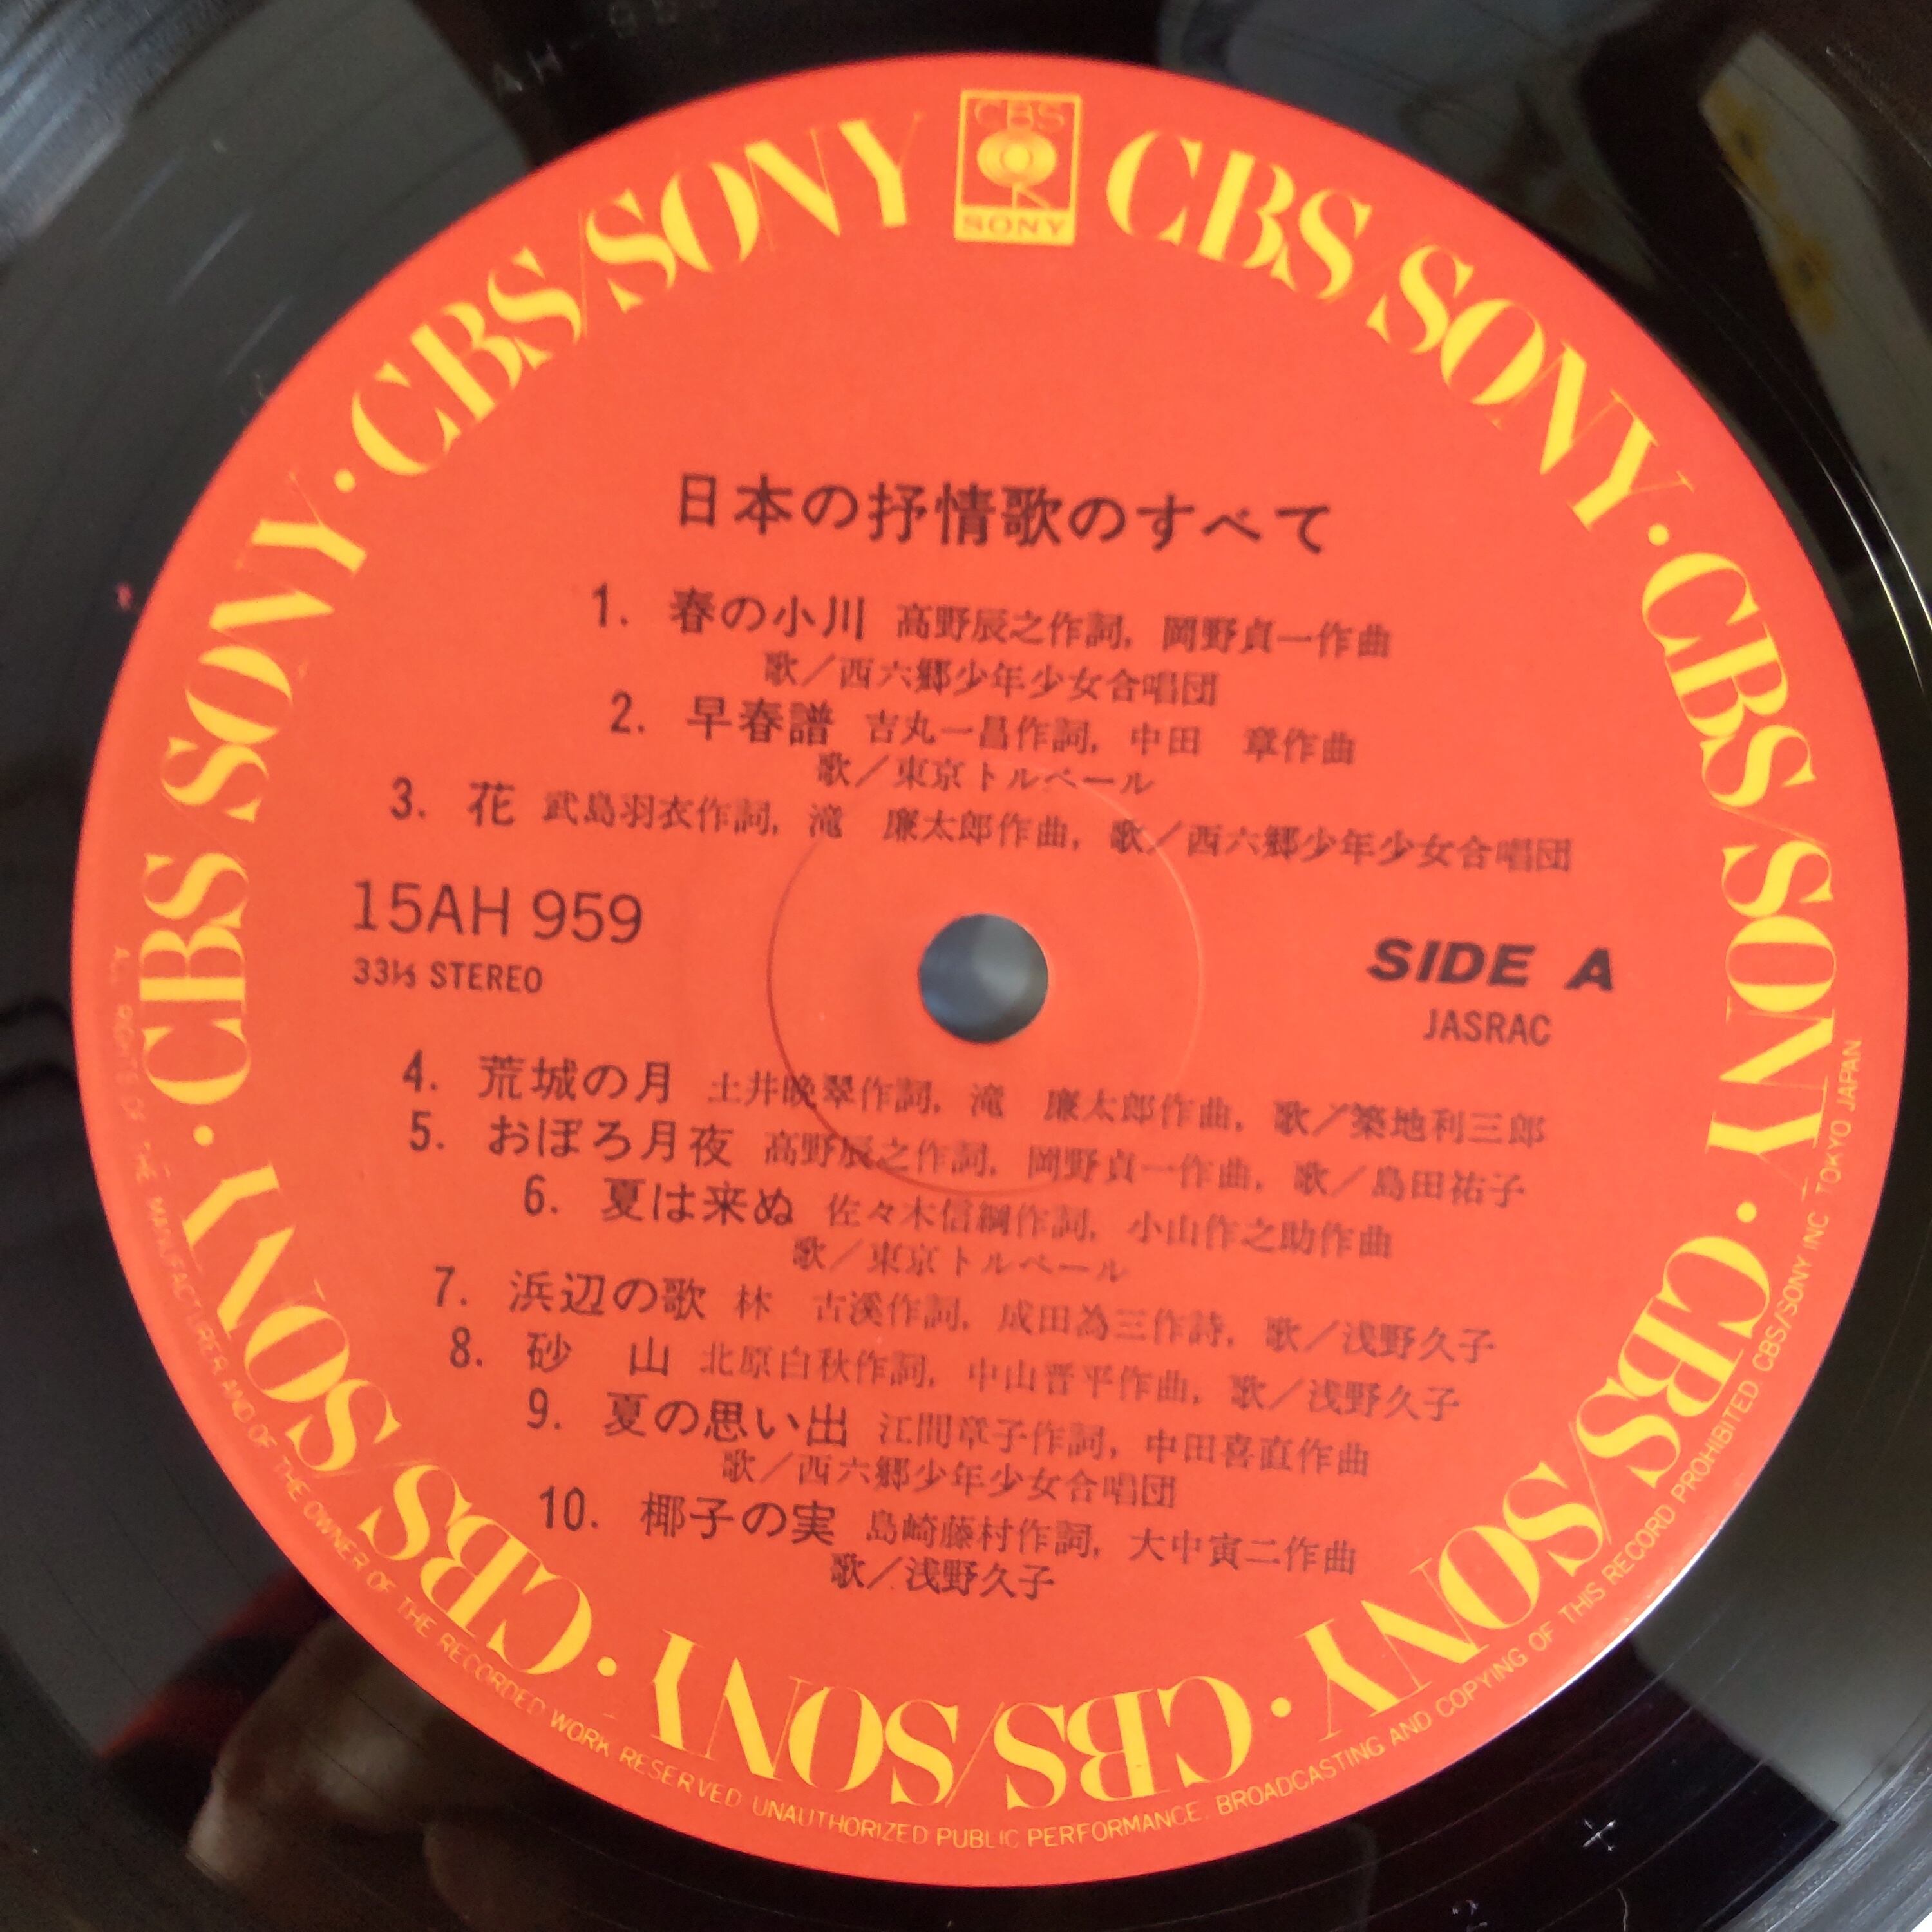 CBS
SONY
CBS SONY · CBS/SONY · CBS/SONY · CBS/SONY · CBS/SONY · CBS SONY · CBS/SONY
日本の抒情歌のすべて
1. 春の小川 高野辰之作詞, 岡野貞一作曲
歌/西六郷少年少女合唱団
2. 早春譜 吉丸一昌作詞, 中田 章作曲
歌/東京トルベール
3. 花 武島羽衣作詞, 滝 廉太郎作曲, 歌/西六郷少年少女合唱団
15AH 959
33⅓ STEREO
SIDE A
JASRAC
4. 荒城の月 土井晩翠作詞, 滝 廉太郎作曲, 歌/築地利三郎
5. おぼろ月夜 高野辰之作詞, 岡野貞一作曲, 歌/島田祐子
6. 夏は来ぬ 佐々木信綱作詞, 小山作之助作曲
歌/東京トルベール
7. 浜辺の歌 林 古溪作詞, 成田為三作詩, 歌/浅野久子
8. 砂 山 北原白秋作詞, 中山晋平作曲, 歌/浅野久子
9. 夏の思い出 江間章子作詞, 中田喜直作曲
歌/西六郷少年少女合唱団
10. 椰子の実 島崎藤村作詞, 大中寅二作曲
歌/浅野久子
ALL RIGHTS OF THE MANUFACTURER AND OF THE OWNER OF THE RECORDED WORK RESERVED UNAUTHORIZED PUBLIC PERFORMANCE. BROADCASTING AND COPYING OF THIS RECORD PROHIBITED CBS/SONY INC TOKYO JAPAN